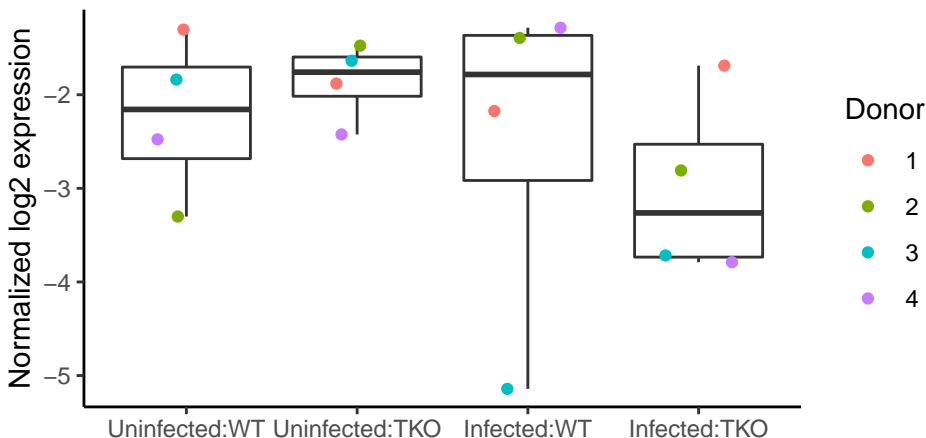 Normalized log2 expression
−2
−3
−4
−5
Uninfected:WT Uninfected:TKO Infected:WT Infected:TKO
Donor
1
2
3
4